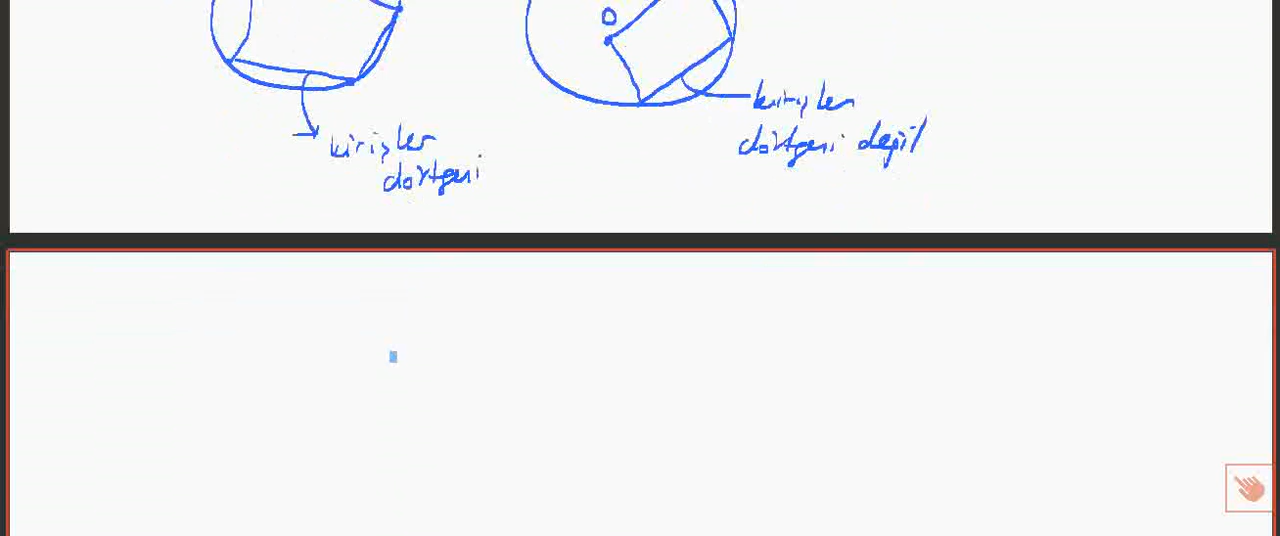 O
kirişler
dörtgeni
kirişler
dörtgeni değil